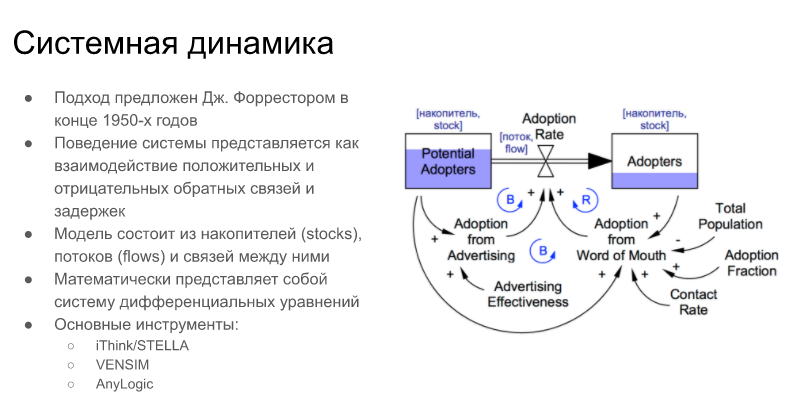 Системная динамика
● Подход предложен Дж. Форрестором в
конце 1950-х годов
● Поведение системы представляется как
взаимодействие положительных и
отрицательных обратных связей и
задержек
● Модель состоит из накопителей (stocks),
потоков (flows) и связей между ними
● Математически представляет собой
систему дифференциальных уравнений
● Основные инструменты:
○ iThink/STELLA
○ VENSIM
○ AnyLogic
[накопитель,
stock]
Potential
Adopters
Adoption
Rate
[поток,
flow]
[накопитель,
stock]
Adopters
+
+
B
R
B
+
Adoption
from
Advertising
+
Advertising
Effectiveness
Adoption
from
Word of Mouth
+
-
+
+
+
Total
Population
Adoption
Fraction
Contact
Rate